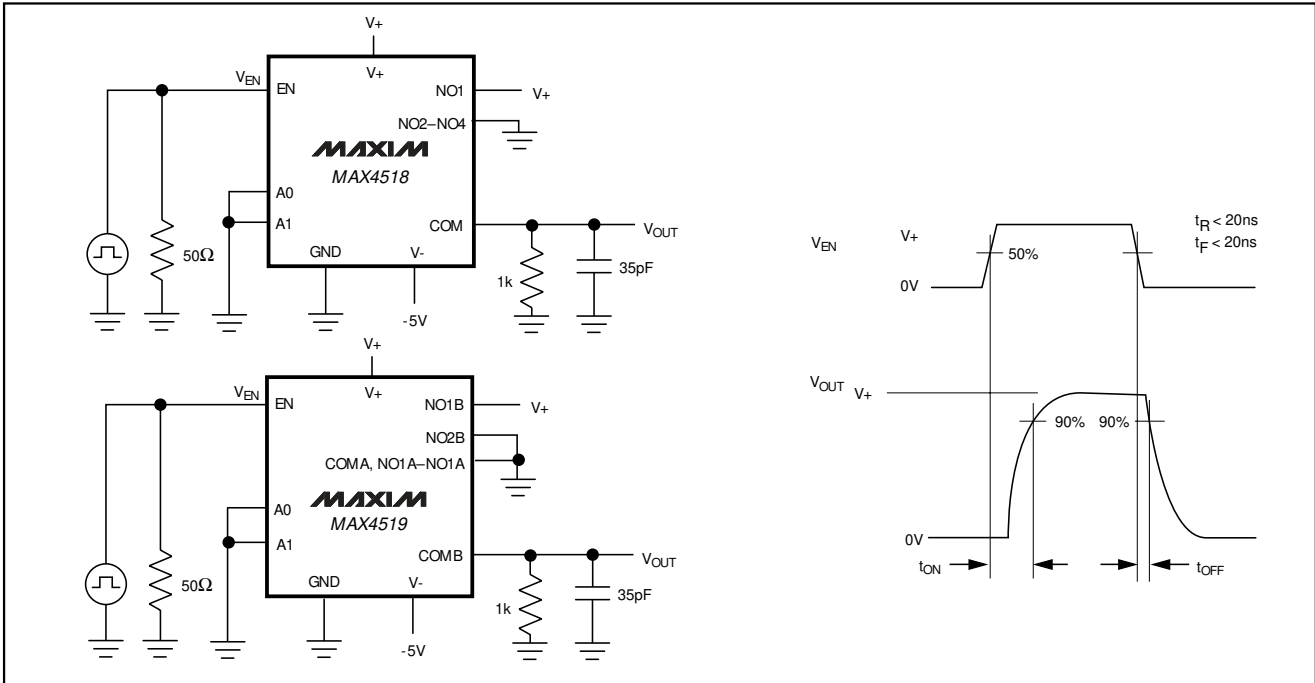 V+
V+
VEN
EN
NO1
V+
NO2–NO4
MAXIM
MAX4518
A0
A1
COM
VOUT
GND
V-
50Ω
1k
35pF
-5V
V+
V+
VEN
EN
NO1B
V+
NO2B
COMA, NO1A–NO1A
MAXIM
MAX4519
A0
A1
COMB
VOUT
GND
V-
50Ω
1k
35pF
-5V
tR < 20ns
tF < 20ns
VEN
V+
50%
0V
VOUT
V+
90%
90%
0V
tON
tOFF